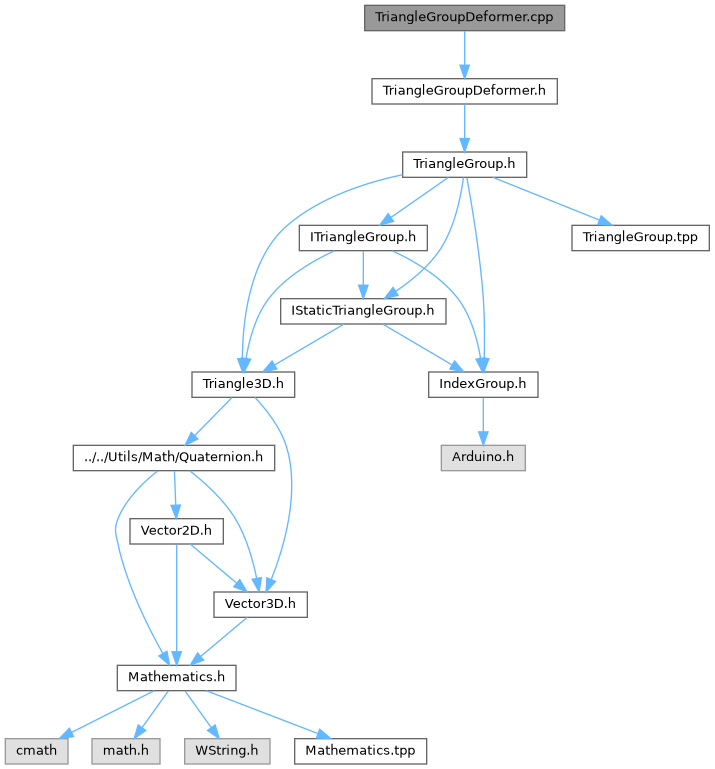 TriangleGroupDeformer.cpp
TriangleGroupDeformer.h
TriangleGroup.h
ITriangleGroup.h
TriangleGroup.tpp
IStaticTriangleGroup.h
Triangle3D.h
IndexGroup.h
../../Utils/Math/Quaternion.h
Arduino.h
Vector2D.h
Vector3D.h
Mathematics.h
cmath
math.h
WString.h
Mathematics.tpp